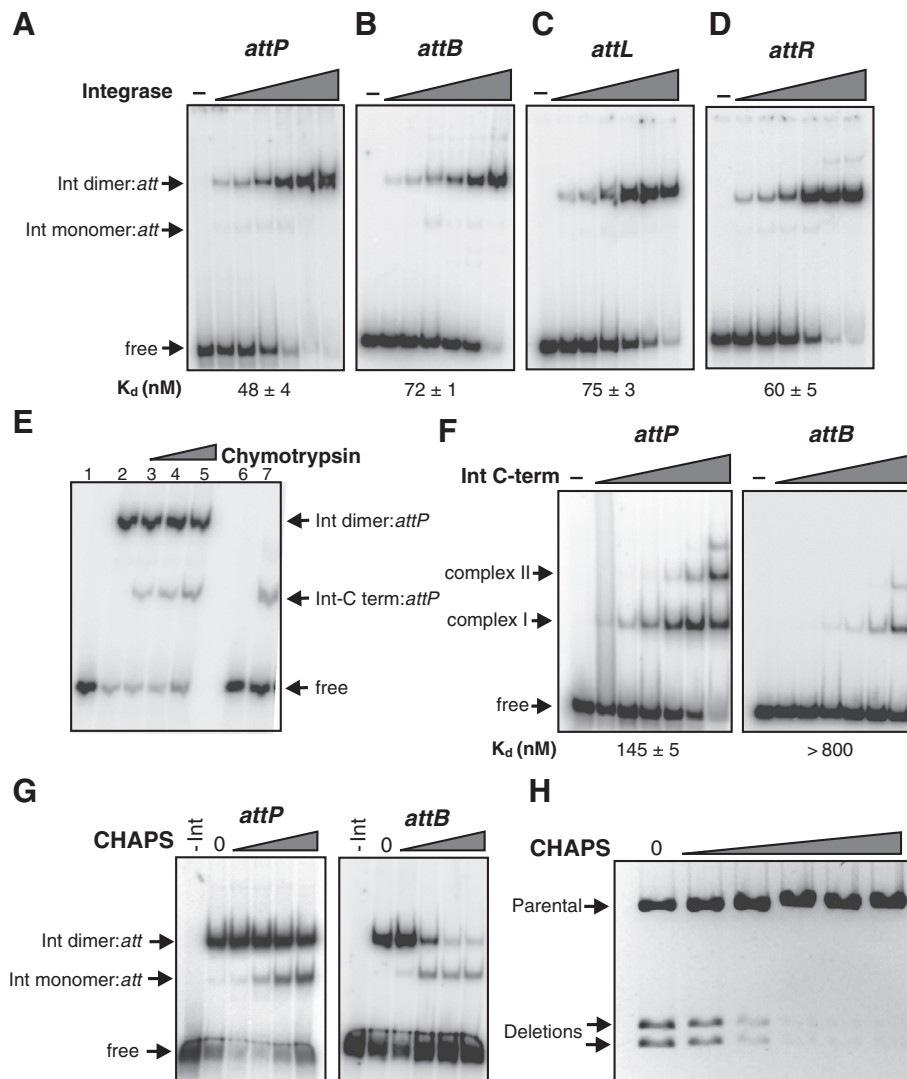 A
attP
B
attB
C
attL
D
attR
Integrase
–
–
–
–
Int dimer:att
Int monomer:att
free
Kd (nM)
48 ± 4
72 ± 1
75 ± 3
60 ± 5
E
Chymotrypsin
1 2 3 4 5 6 7
Int dimer:attP
Int-C term:attP
free
F
attP
attB
Int C-term
–
–
complex II
complex I
free
Kd (nM)
145 ± 5
> 800
G
attP
attB
CHAPS
- Int
0
- Int
0
Int dimer:att
Int monomer:att
free
H
CHAPS
0
Parental
Deletions